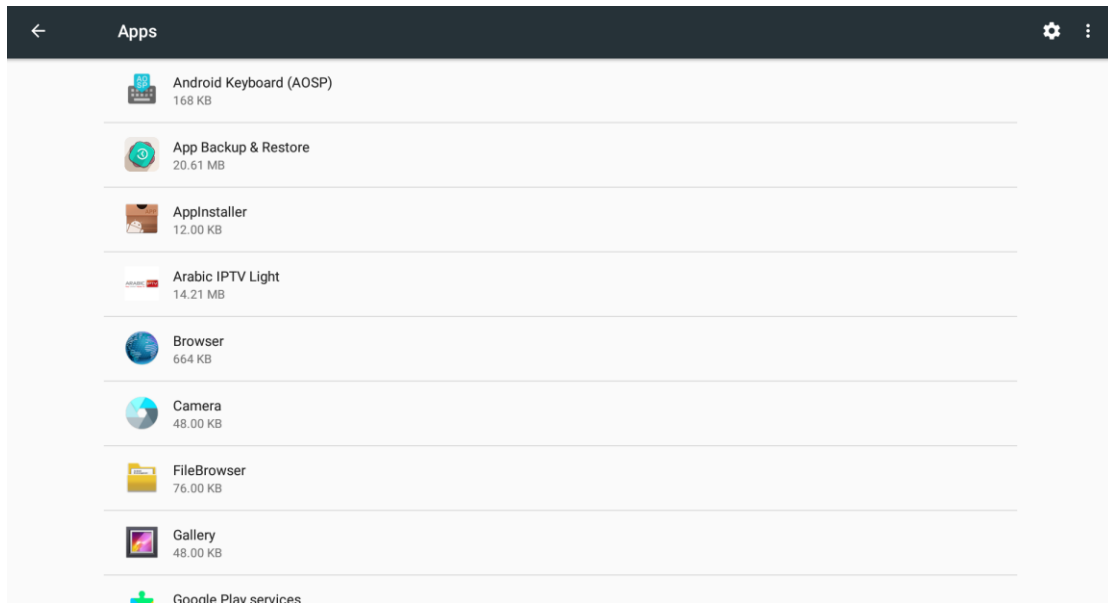 Apps
Android Keyboard (AOSP)
168 KB
App Backup & Restore
20.61 MB
AppInstaller
12.00 KB
Arabic IPTV Light
14.21 MB
Browser
664 KB
Camera
48.00 KB
FileBrowser
76.00 KB
Gallery
48.00 KB
Google Play services